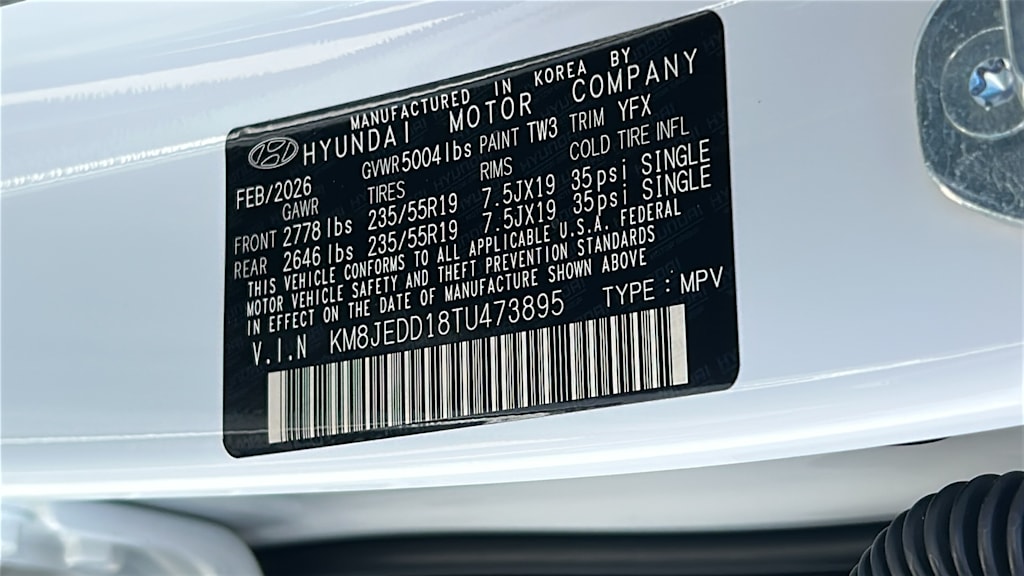 MANUFACTURED IN KOREA BY
HYUNDAI MOTOR COMPANY
FEB/2026 GVWR 5004 lbs PAINT TW3 TRIM YFX
GAWR TIRES RIMS COLD TIRE INFL
FRONT 2778 lbs 235/55R19 7.5JX19 35psi SINGLE
REAR 2646 lbs 235/55R19 7.5JX19 35psi SINGLE
THIS VEHICLE CONFORMS TO ALL APPLICABLE U.S.A. FEDERAL
MOTOR VEHICLE SAFETY AND THEFT PREVENTION STANDARDS
IN EFFECT ON THE DATE OF MANUFACTURE SHOWN ABOVE
V.I.N KM8JEDD18TU473895 TYPE : MPV